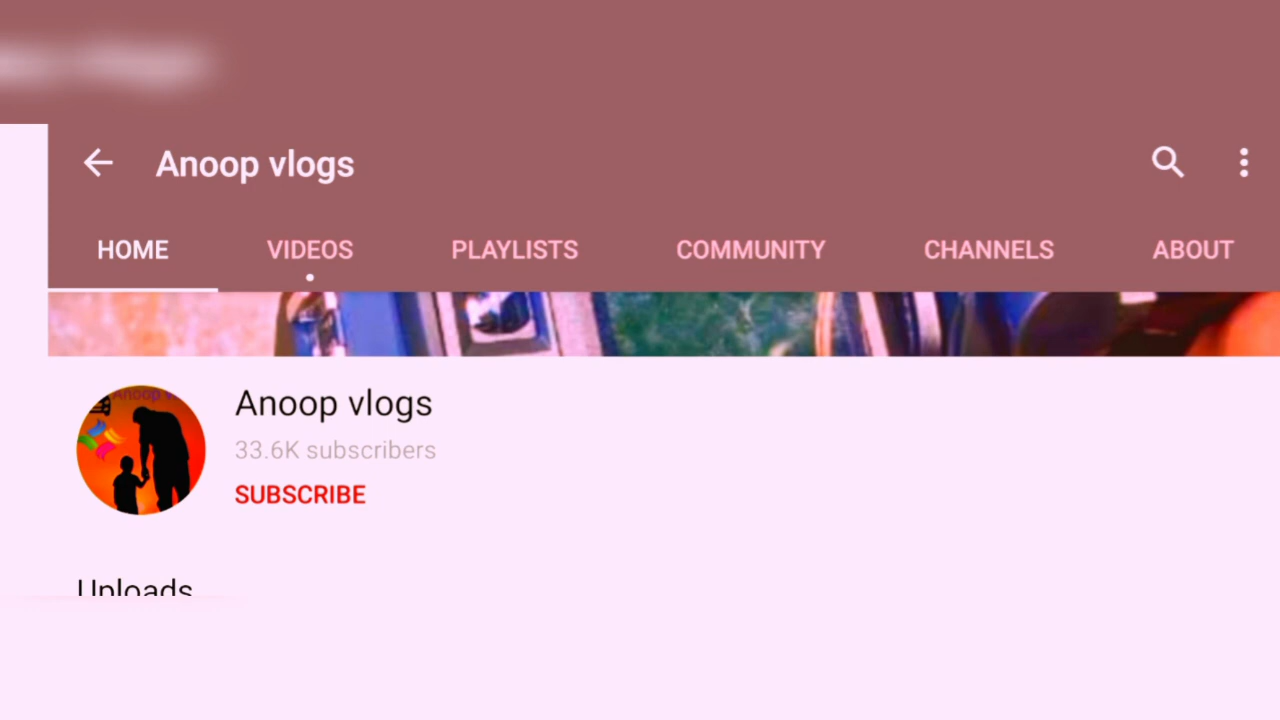 Anoop vlogs
HOME VIDEOS PLAYLISTS COMMUNITY CHANNELS ABOUT
Anoop vlogs
33.6K subscribers
SUBSCRIBE
Uploads